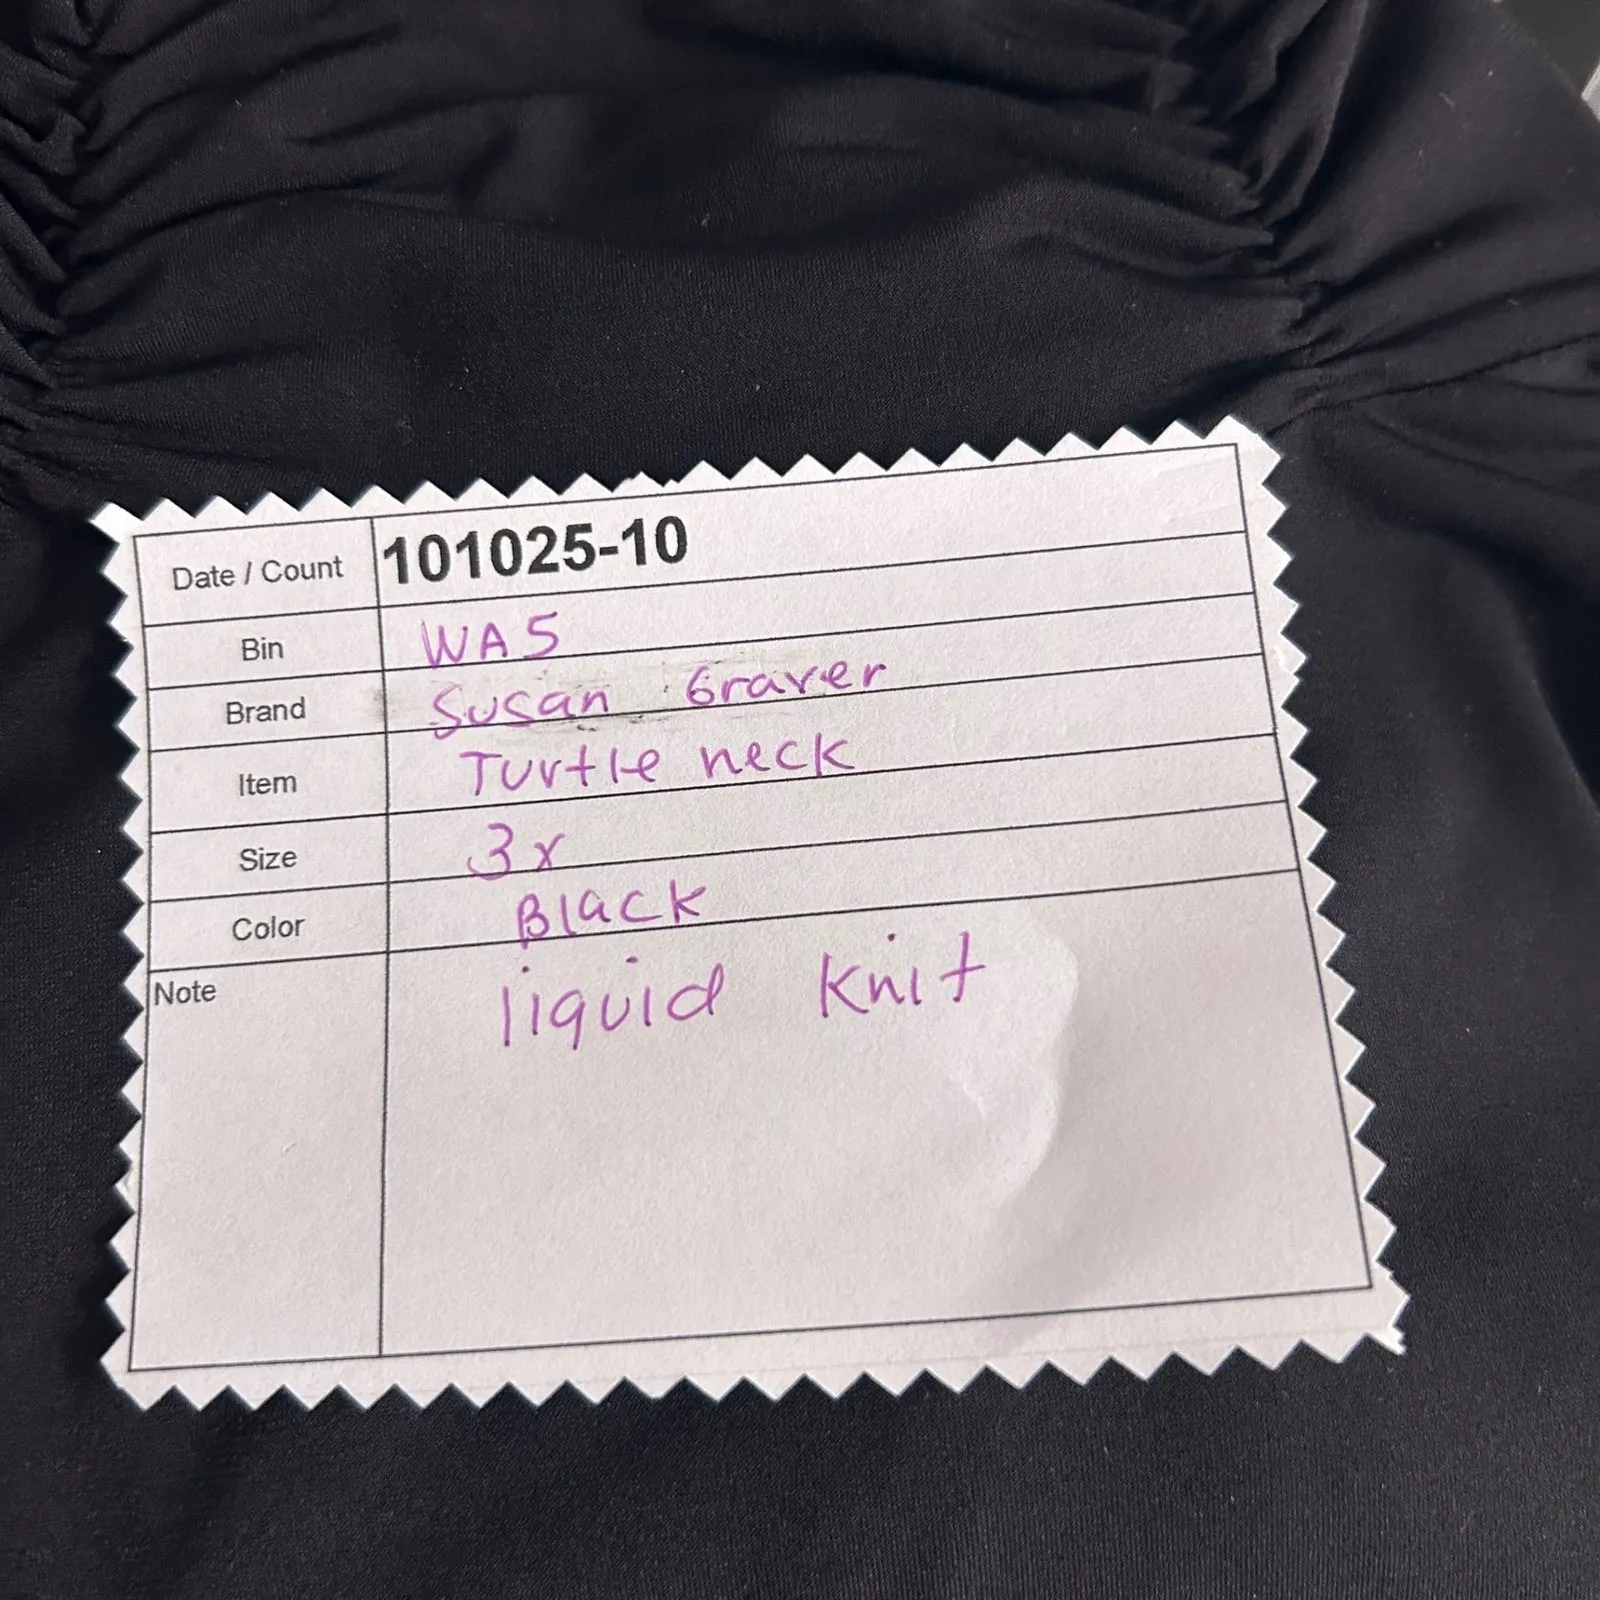 Date / Count 101025-10
Bin WA5
Brand Susan Graver
Item Turtle neck
Size 3x
Color Black
Note liquid knit